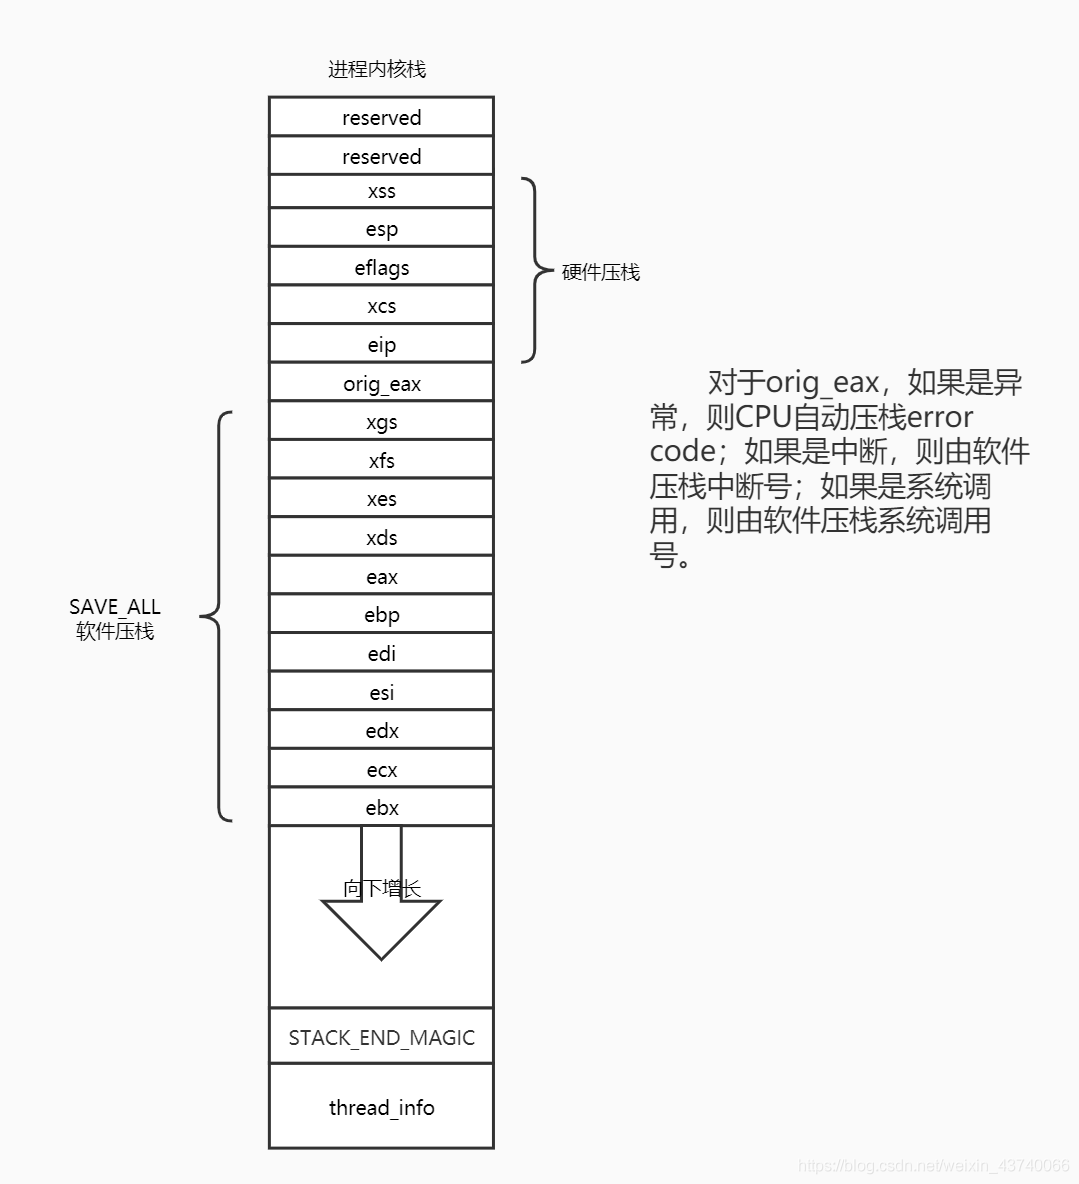 进程内核栈
reserved
reserved
xss
esp
eflags
xcs
eip
硬件压栈
orig_eax
xgs
xfs
xes
xds
eax
ebp
edi
esi
edx
ecx
ebx
SAVE_ALL
软件压栈
对于orig_eax，如果是异
常，则CPU自动压栈error
code；如果是中断，则由软件
压栈中断号；如果是系统调
用，则由软件压栈系统调用
号。
向下增长
STACK_END_MAGIC
thread_info
https://blog.csdn.net/weixin_43740066